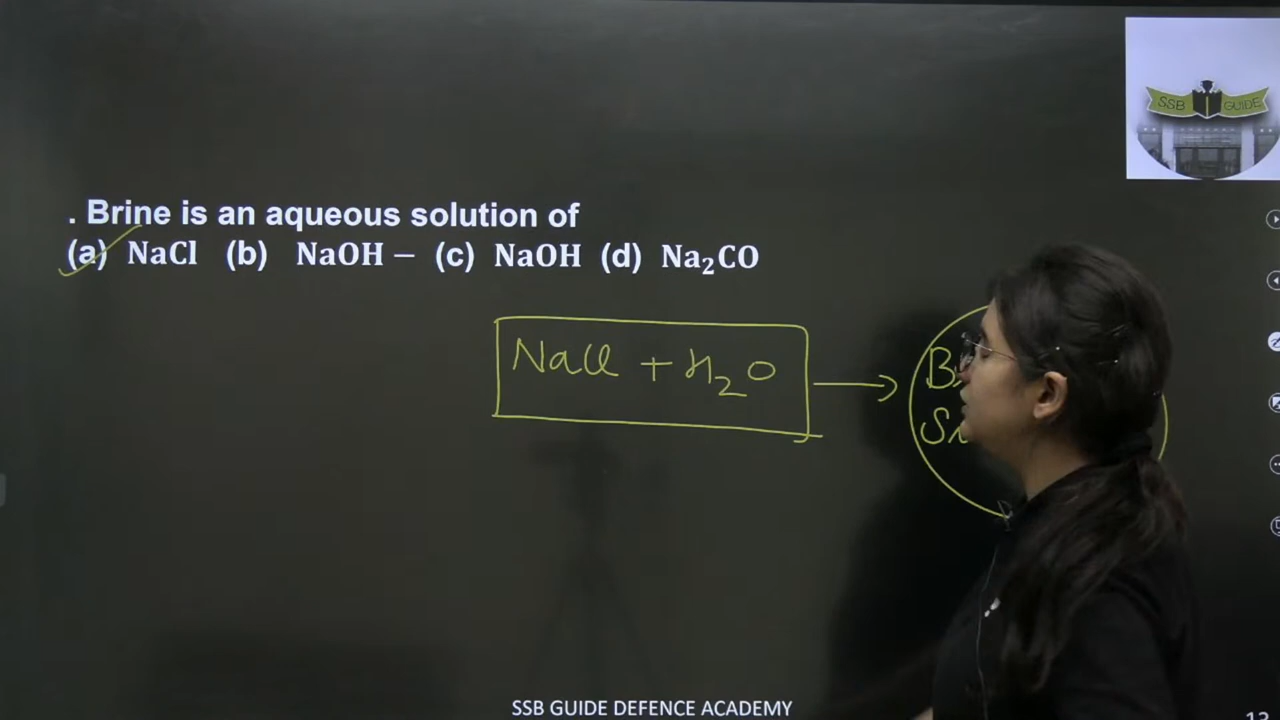 SSB GUIDE
. Brine is an aqueous solution of
(a) NaCl (b) NaOH – (c) NaOH (d) Na₂CO
NaCl + H₂O →
SSB GUIDE DEFENCE ACADEMY